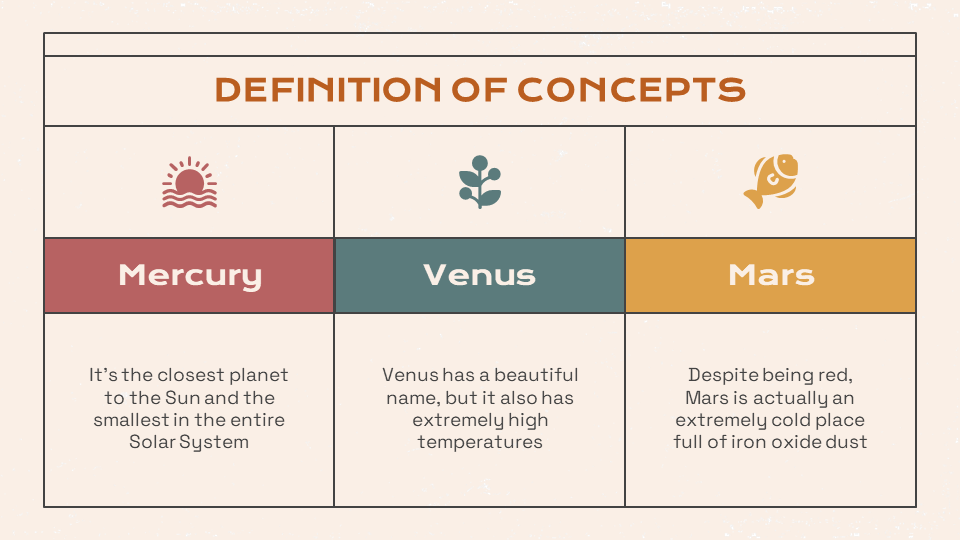 DEFINITION OF CONCEPTS
Mercury
Venus
Mars
It's the closest planet
to the Sun and the
smallest in the entire
Solar System
Venus has a beautiful
name, but it also has
extremely high
temperatures
Despite being red,
Mars is actually an
extremely cold place
full of iron oxide dust